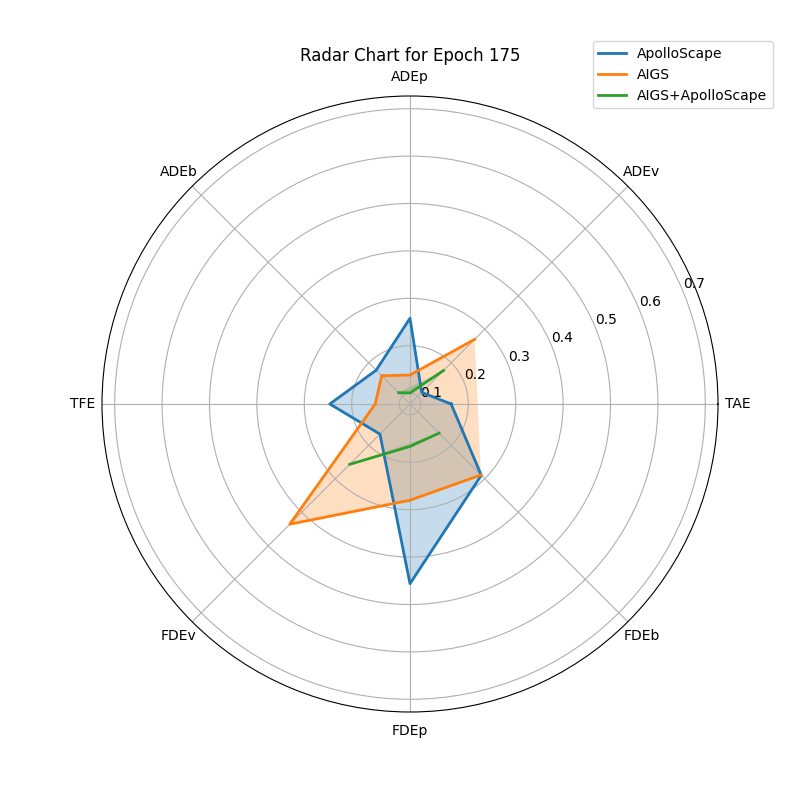 Radar Chart for Epoch 175
ApolloScape
AIGS
AIGS+ApolloScape
ADEp
ADEb
ADEv
0.7
0.6
0.5
0.4
0.3
0.2
0.1
TFE
TAE
FDEv
FDEb
FDEp